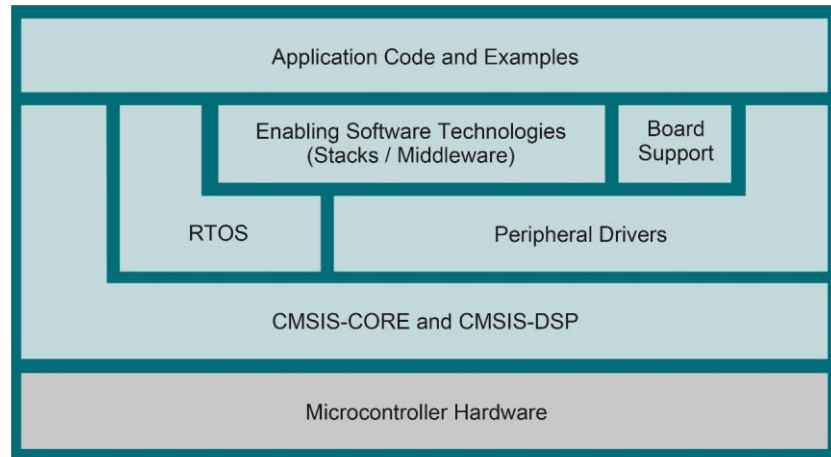 Application Code and Examples
Enabling Software Technologies
(Stacks / Middleware)
Board
Support
RTOS
Peripheral Drivers
CMSIS-CORE and CMSIS-DSP
Microcontroller Hardware